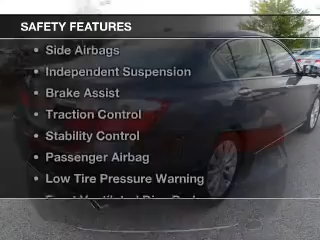 SAFETY FEATURES
• Side Airbags
• Independent Suspension
• Brake Assist
• Traction Control
• Stability Control
• Passenger Airbag
• Low Tire Pressure Warning